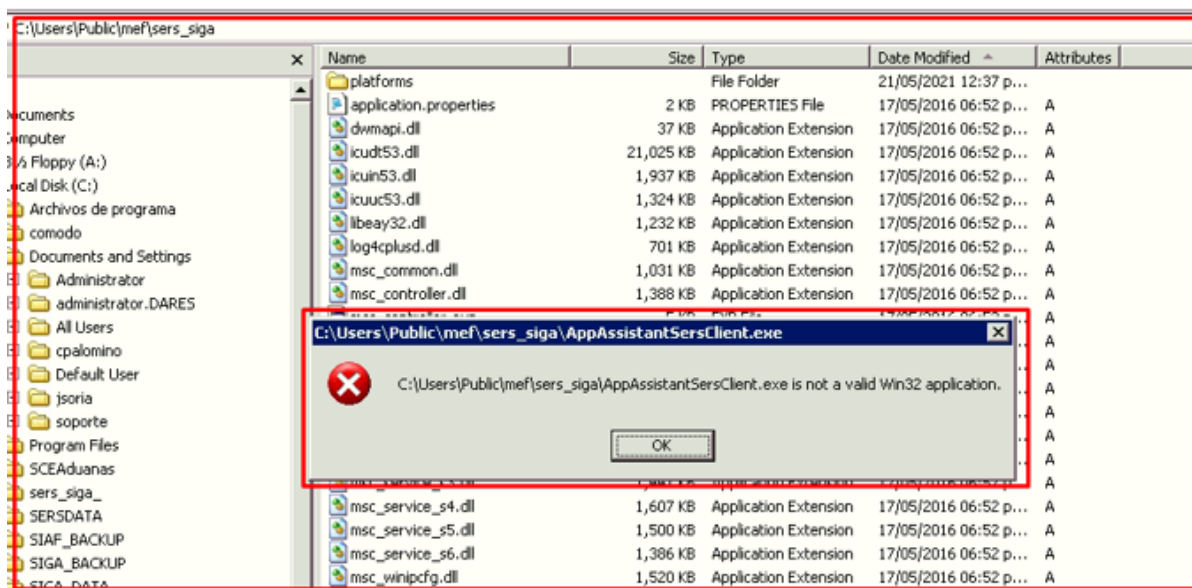 C:\Users\Public\mef\sers_siga
Name Size Type Date Modified Attributes
platforms File Folder 21/05/2021 12:37 p...
application.properties 2 KB PROPERTIES File 17/05/2016 06:52 p... A
dwmapi.dll 37 KB Application Extension 17/05/2016 06:52 p... A
icudt53.dll 21,025 KB Application Extension 17/05/2016 06:52 p... A
icuin53.dll 1,937 KB Application Extension 17/05/2016 06:52 p... A
icuuc53.dll 1,324 KB Application Extension 17/05/2016 06:52 p... A
libeay32.dll 1,232 KB Application Extension 17/05/2016 06:52 p... A
log4cplusd.dll 701 KB Application Extension 17/05/2016 06:52 p... A
msc_common.dll 1,031 KB Application Extension 17/05/2016 06:52 p... A
msc_controller.dll 1,388 KB Application Extension 17/05/2016 06:52 p... A
ocuments
omputer
½ Floppy (A:)
ocal Disk (C:)
Archivos de programa
comodo
Documents and Settings
Administrator
administrator.DARES
All Users
cpalomino
Default User
jsoria
soporte
Program Files
SCEAduanas
sers_siga_
SERSDATA
SIAF_BACKUP
SIGA_BACKUP
SIGA_DATA
C:\Users\Public\mef\sers_siga\AppAssistantSersClient.exe
C:\Users\Public\mef\sers_siga\AppAssistantSersClient.exe is not a valid Win32 application.
OK
A
A
A
A
A
A
A
msc_service_s4.dll 1,607 KB Application Extension 17/05/2016 06:52 p... A
msc_service_s5.dll 1,500 KB Application Extension 17/05/2016 06:52 p... A
msc_service_s6.dll 1,386 KB Application Extension 17/05/2016 06:52 p... A
msc_winipcfg.dll 1,520 KB Application Extension 17/05/2016 06:52 p... A